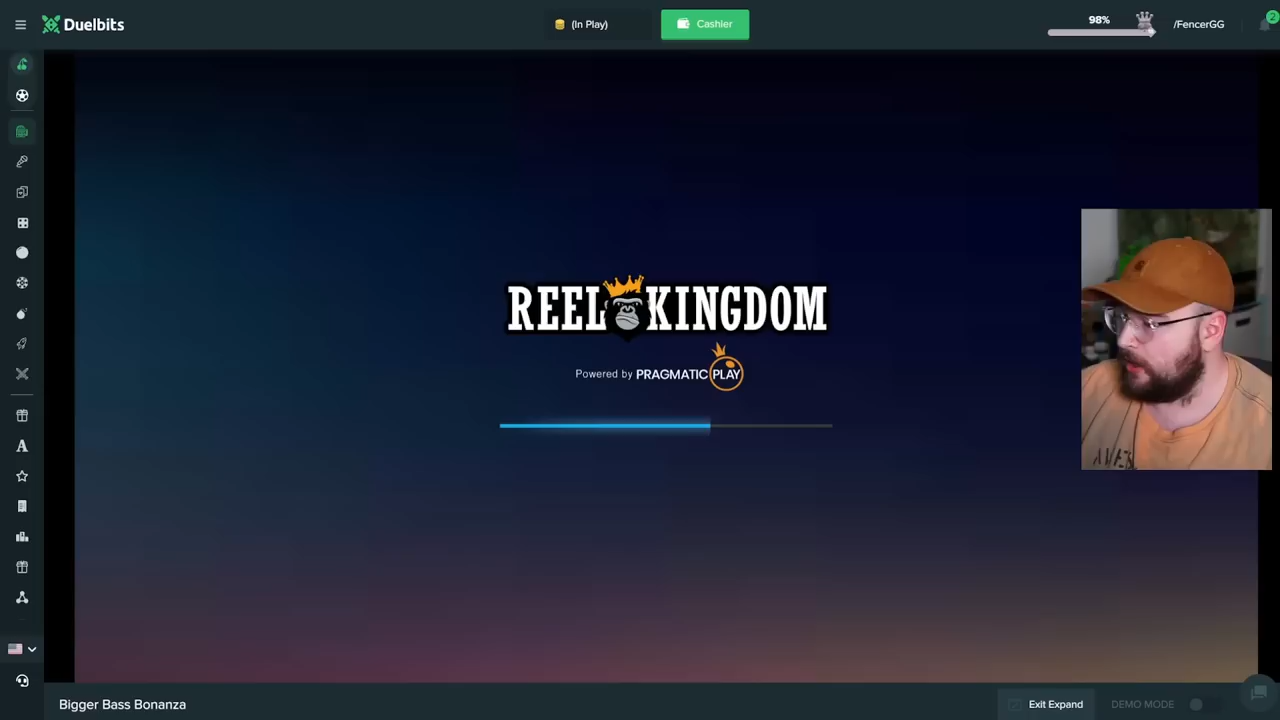 Duelbits
(In Play)
Cashier
98%
/FencerGG
2
REEL KINGDOM
Powered by PRAGMATIC PLAY
A
Bigger Bass Bonanza
Exit Expand
DEMO MODE